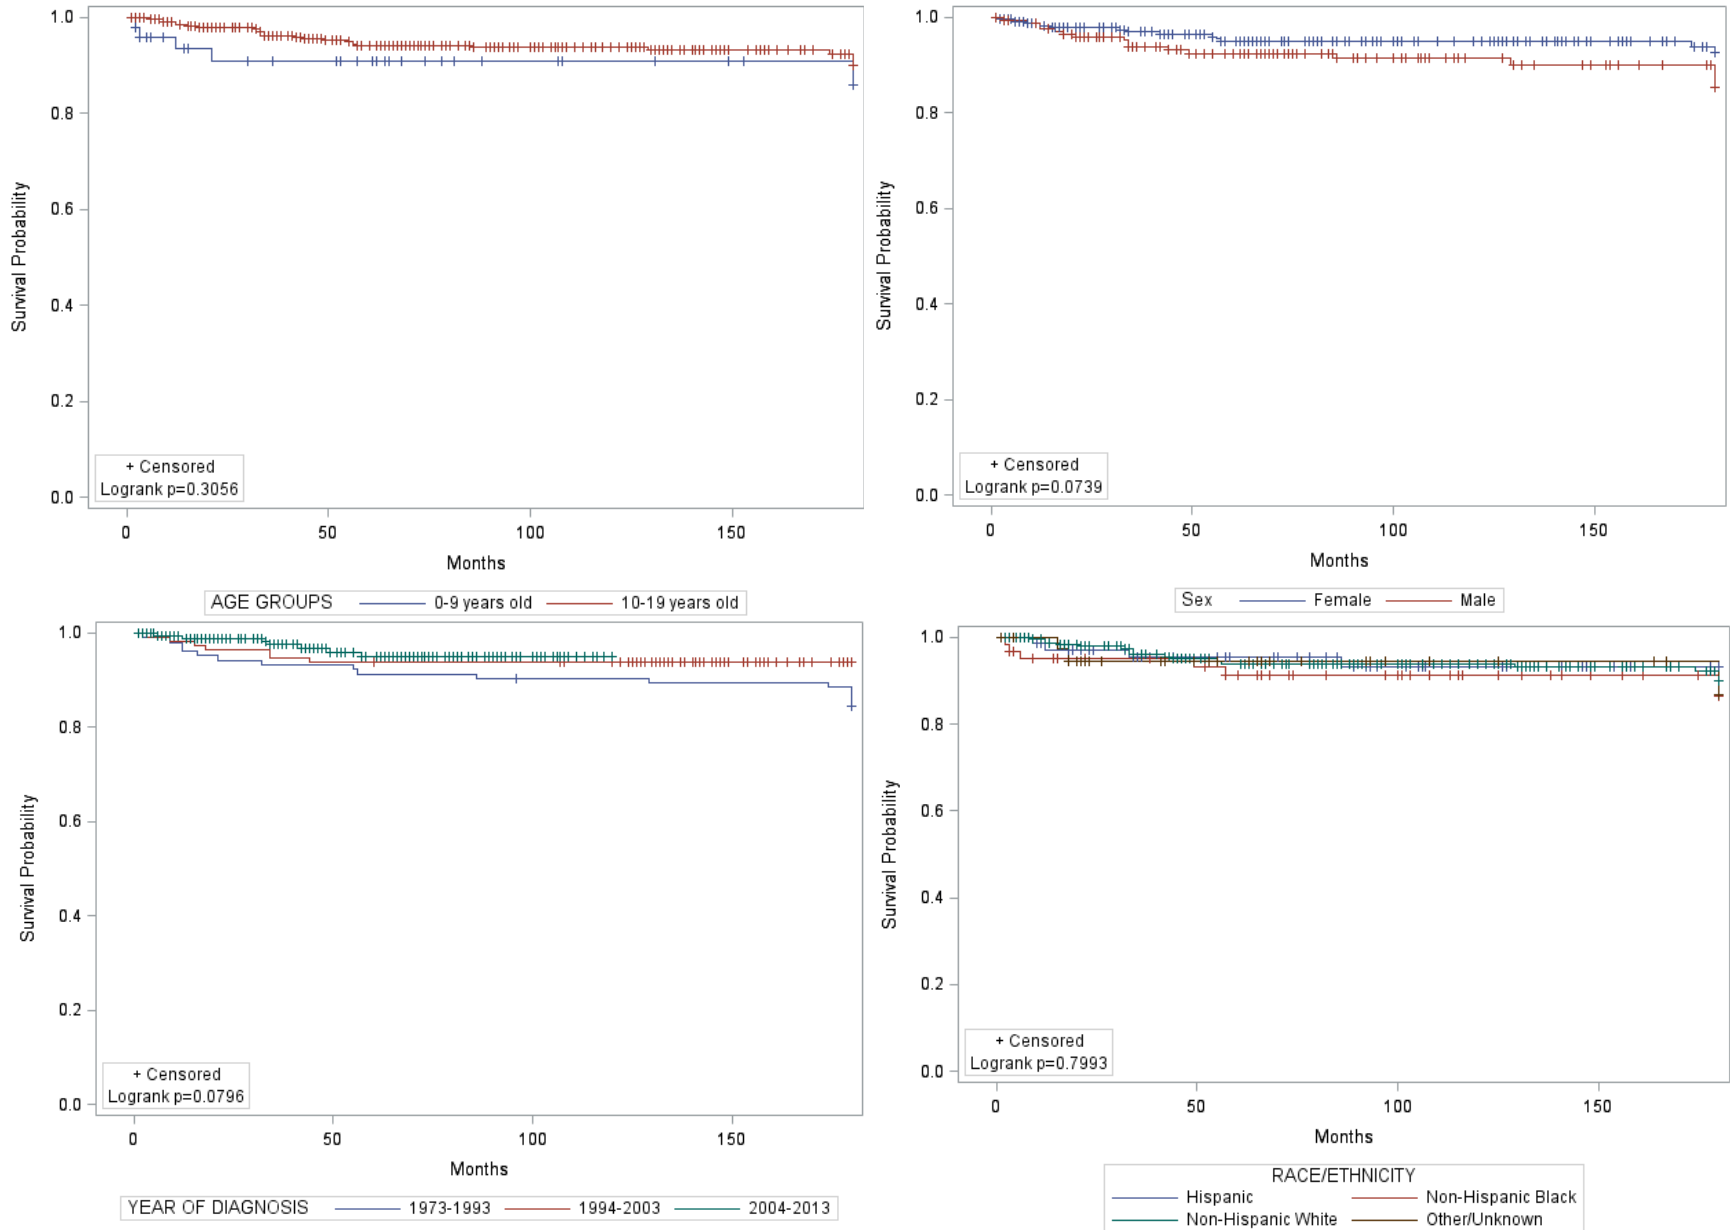 1.0
0.8
0.6
0.4
0.2
0.0
Survival Probability
+ Censored
Logrank p=0.3056
0 50 100 150
Months
AGE GROUPS 0-9 years old 10-19 years old
1.0
0.8
0.6
0.4
0.2
0.0
Survival Probability
+ Censored
Logrank p=0.0739
0 50 100 150
Months
Sex Female Male
1.0
0.8
0.6
0.4
0.2
0.0
Survival Probability
+ Censored
Logrank p=0.0796
0 50 100 150
Months
YEAR OF DIAGNOSIS 1973-1993 1994-2003 2004-2013
1.0
0.8
0.6
0.4
0.2
0.0
Survival Probability
+ Censored
Logrank p=0.7993
0 50 100 150
Months
RACE/ETHNICITY
Hispanic Non-Hispanic Black
Non-Hispanic White Other/Unknown